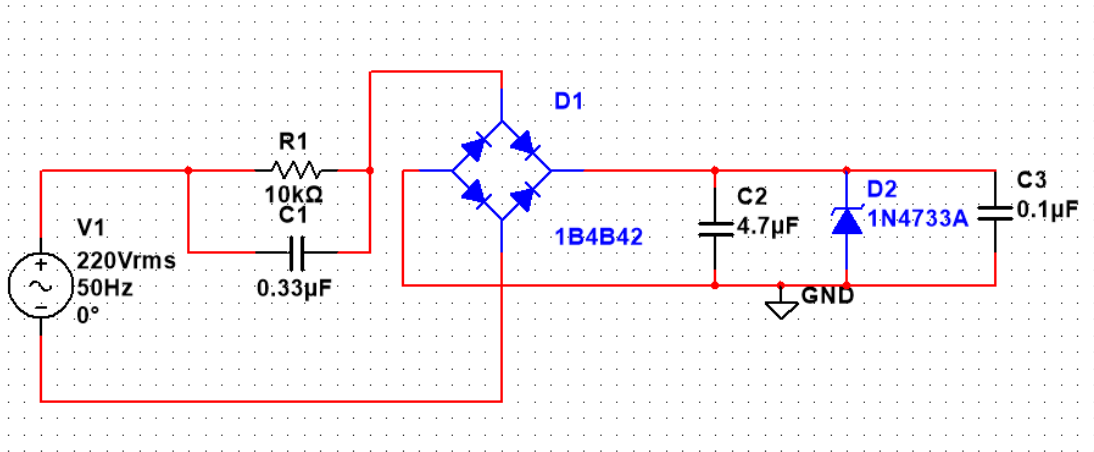 D1
R1
10kΩ
C1
0.33µF
V1
220Vrms
50Hz
0°
1B4B42
C2
4.7µF
D2
1N4733A
C3
0.1µF
GND